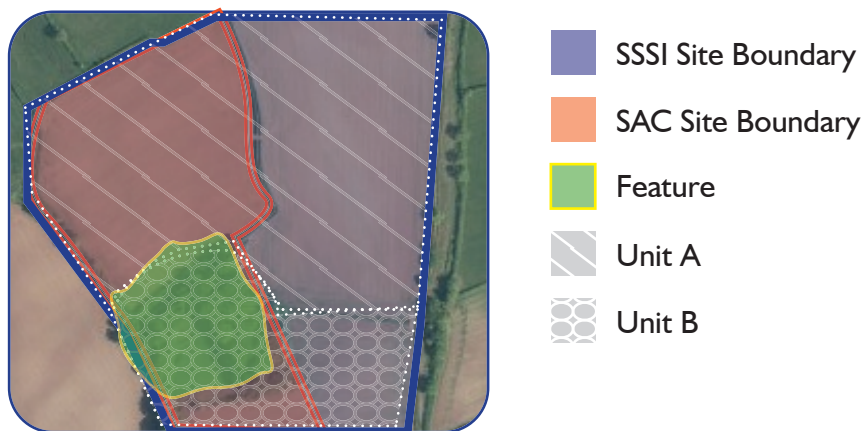 SSSI Site Boundary
SAC Site Boundary
Feature
Unit A
Unit B